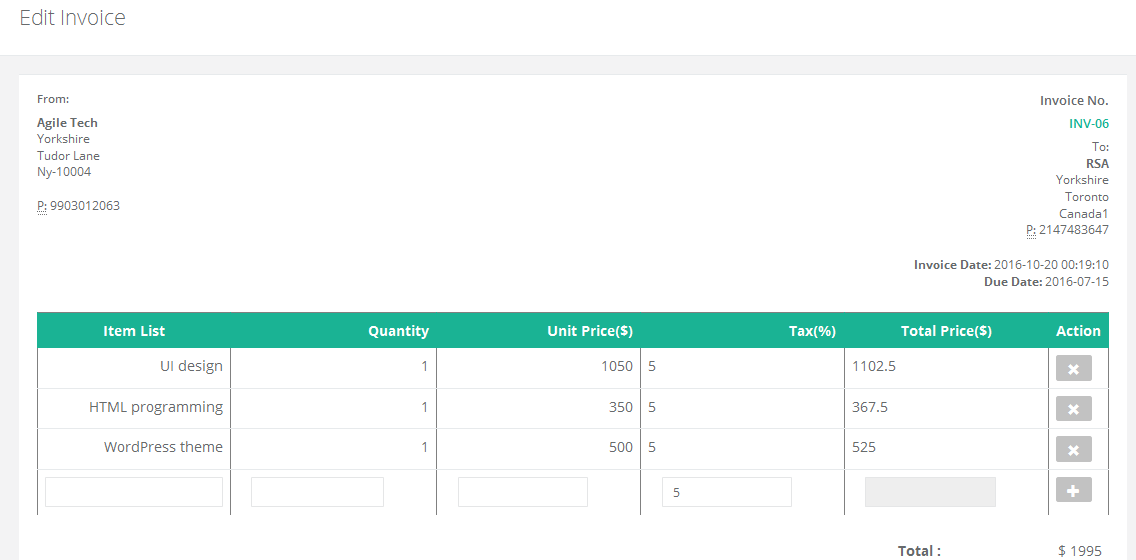 Edit Invoice
From:
Agile Tech
Yorkshire
Tudor Lane
Ny-10004
P: 9903012063
Invoice No.
INV-06
To:
RSA
Yorkshire
Toronto
Canada1
P: 2147483647
Invoice Date: 2016-10-20 00:19:10
Due Date: 2016-07-15
Item List Quantity Unit Price($) Tax(%) Total Price($) Action
UI design 1 1050 5 1102.5
HTML programming 1 350 5 367.5
WordPress theme 1 500 5 525
5
Total : $ 1995